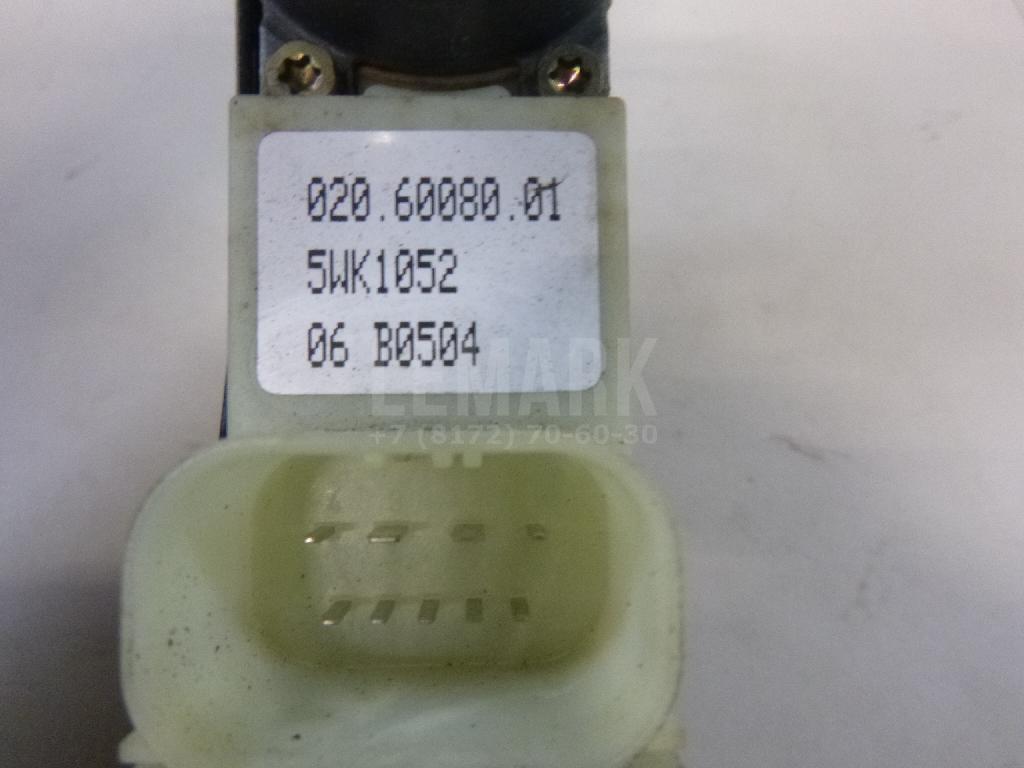 020.60080.01
5WK1052
06 B0504
LEMARK
+7 (8172) 70-60-30